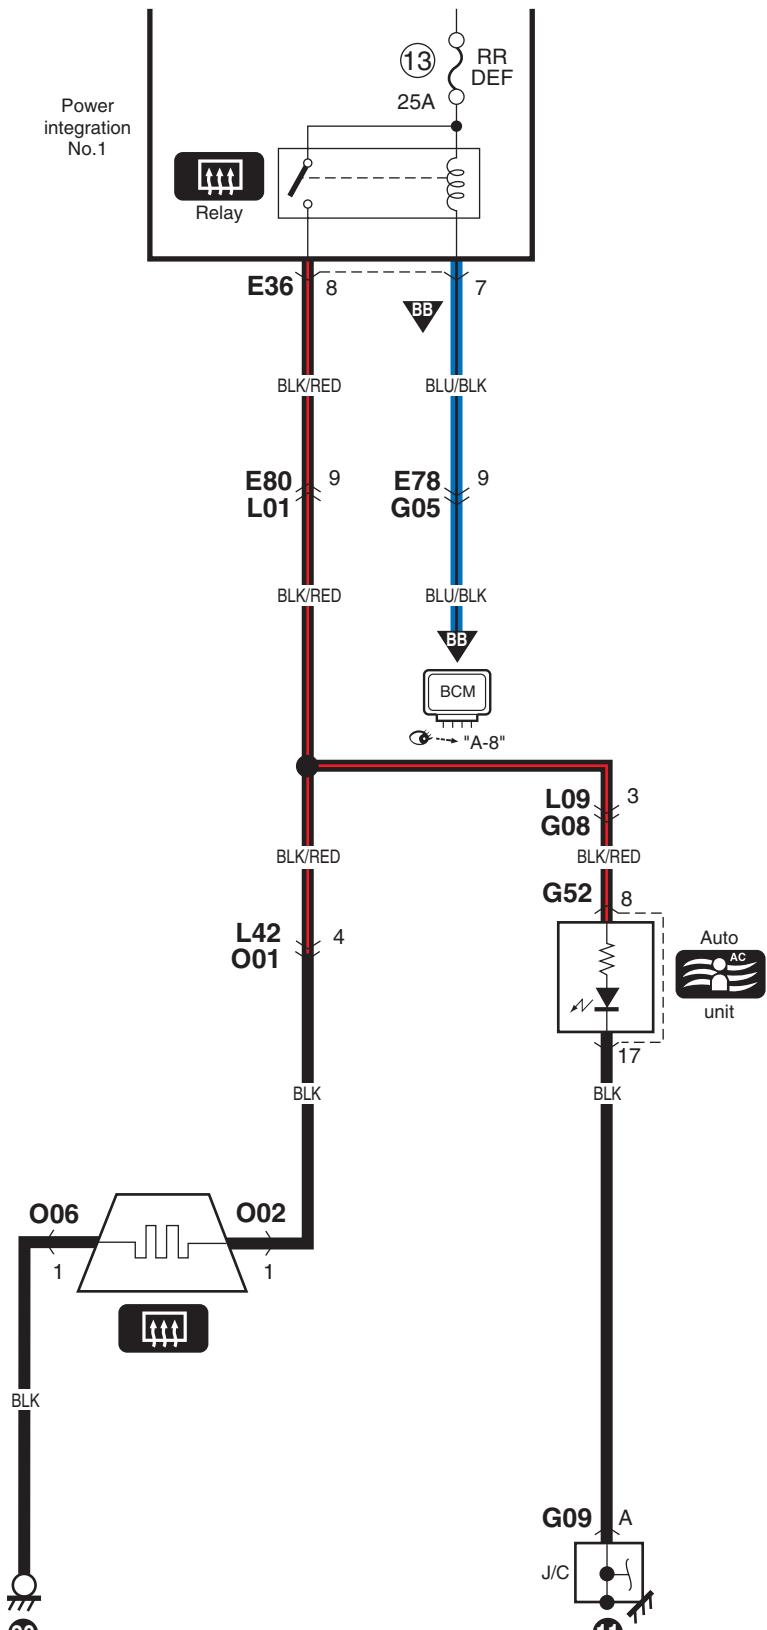 13
RR
DEF
25A
Power
integration
No.1
Relay
E36
8
7
BB
BLK/RED
BLU/BLK
E80
L01
9
E78
G05
9
BLK/RED
BLU/BLK
BB
BCM
"A-8"
L09
G08
3
BLK/RED
BLK/RED
G52
8
L42
O01
4
Auto
AC
unit
17
BLK
BLK
O06
O02
1
1
BLK
G09
A
J/C